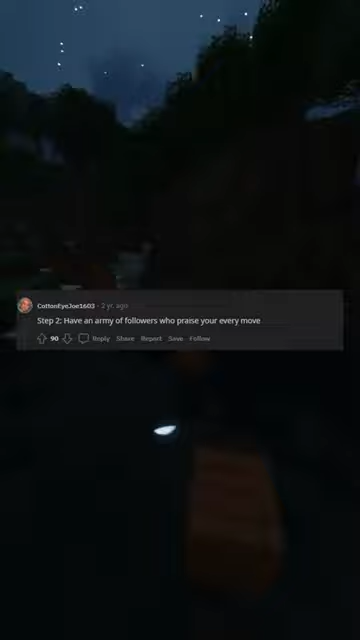 CottonEyeJoe1603 · 2 yr. ago
Step 2: Have an army of followers who praise your every move
90 Reply Share Report Save Follow